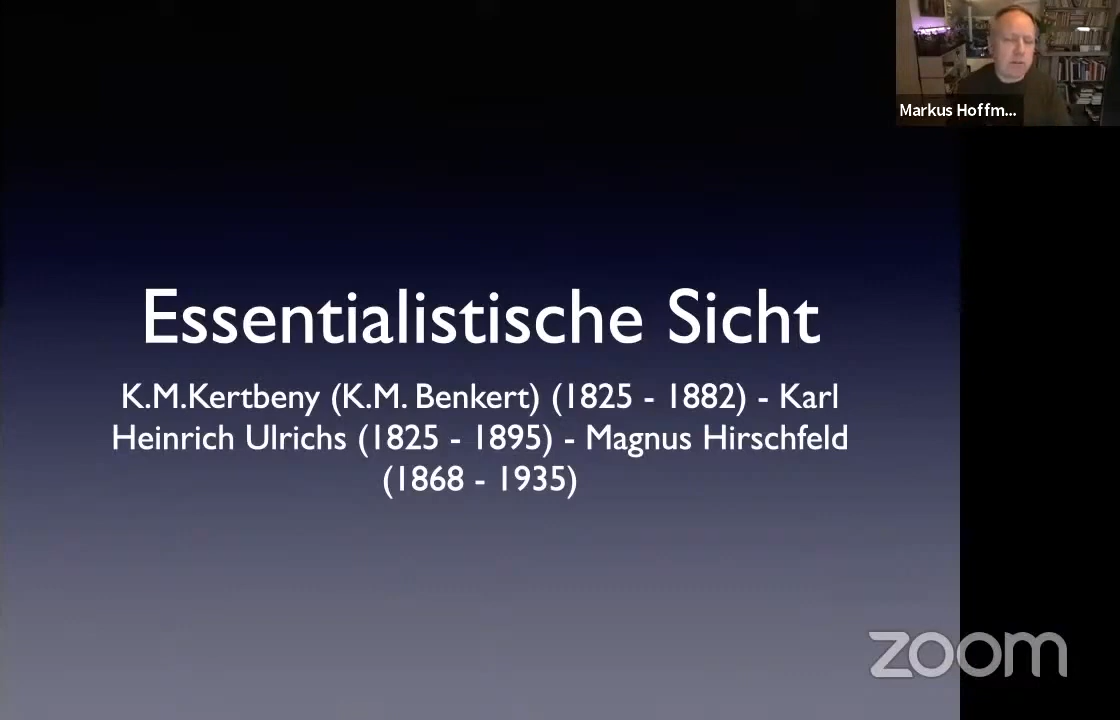 Markus Hoffm...
Essentialistische Sicht
K.M.Kertbeny (K.M. Benkert) (1825 - 1882) - Karl
Heinrich Ulrichs (1825 - 1895) - Magnus Hirschfeld
(1868 - 1935)
zoom